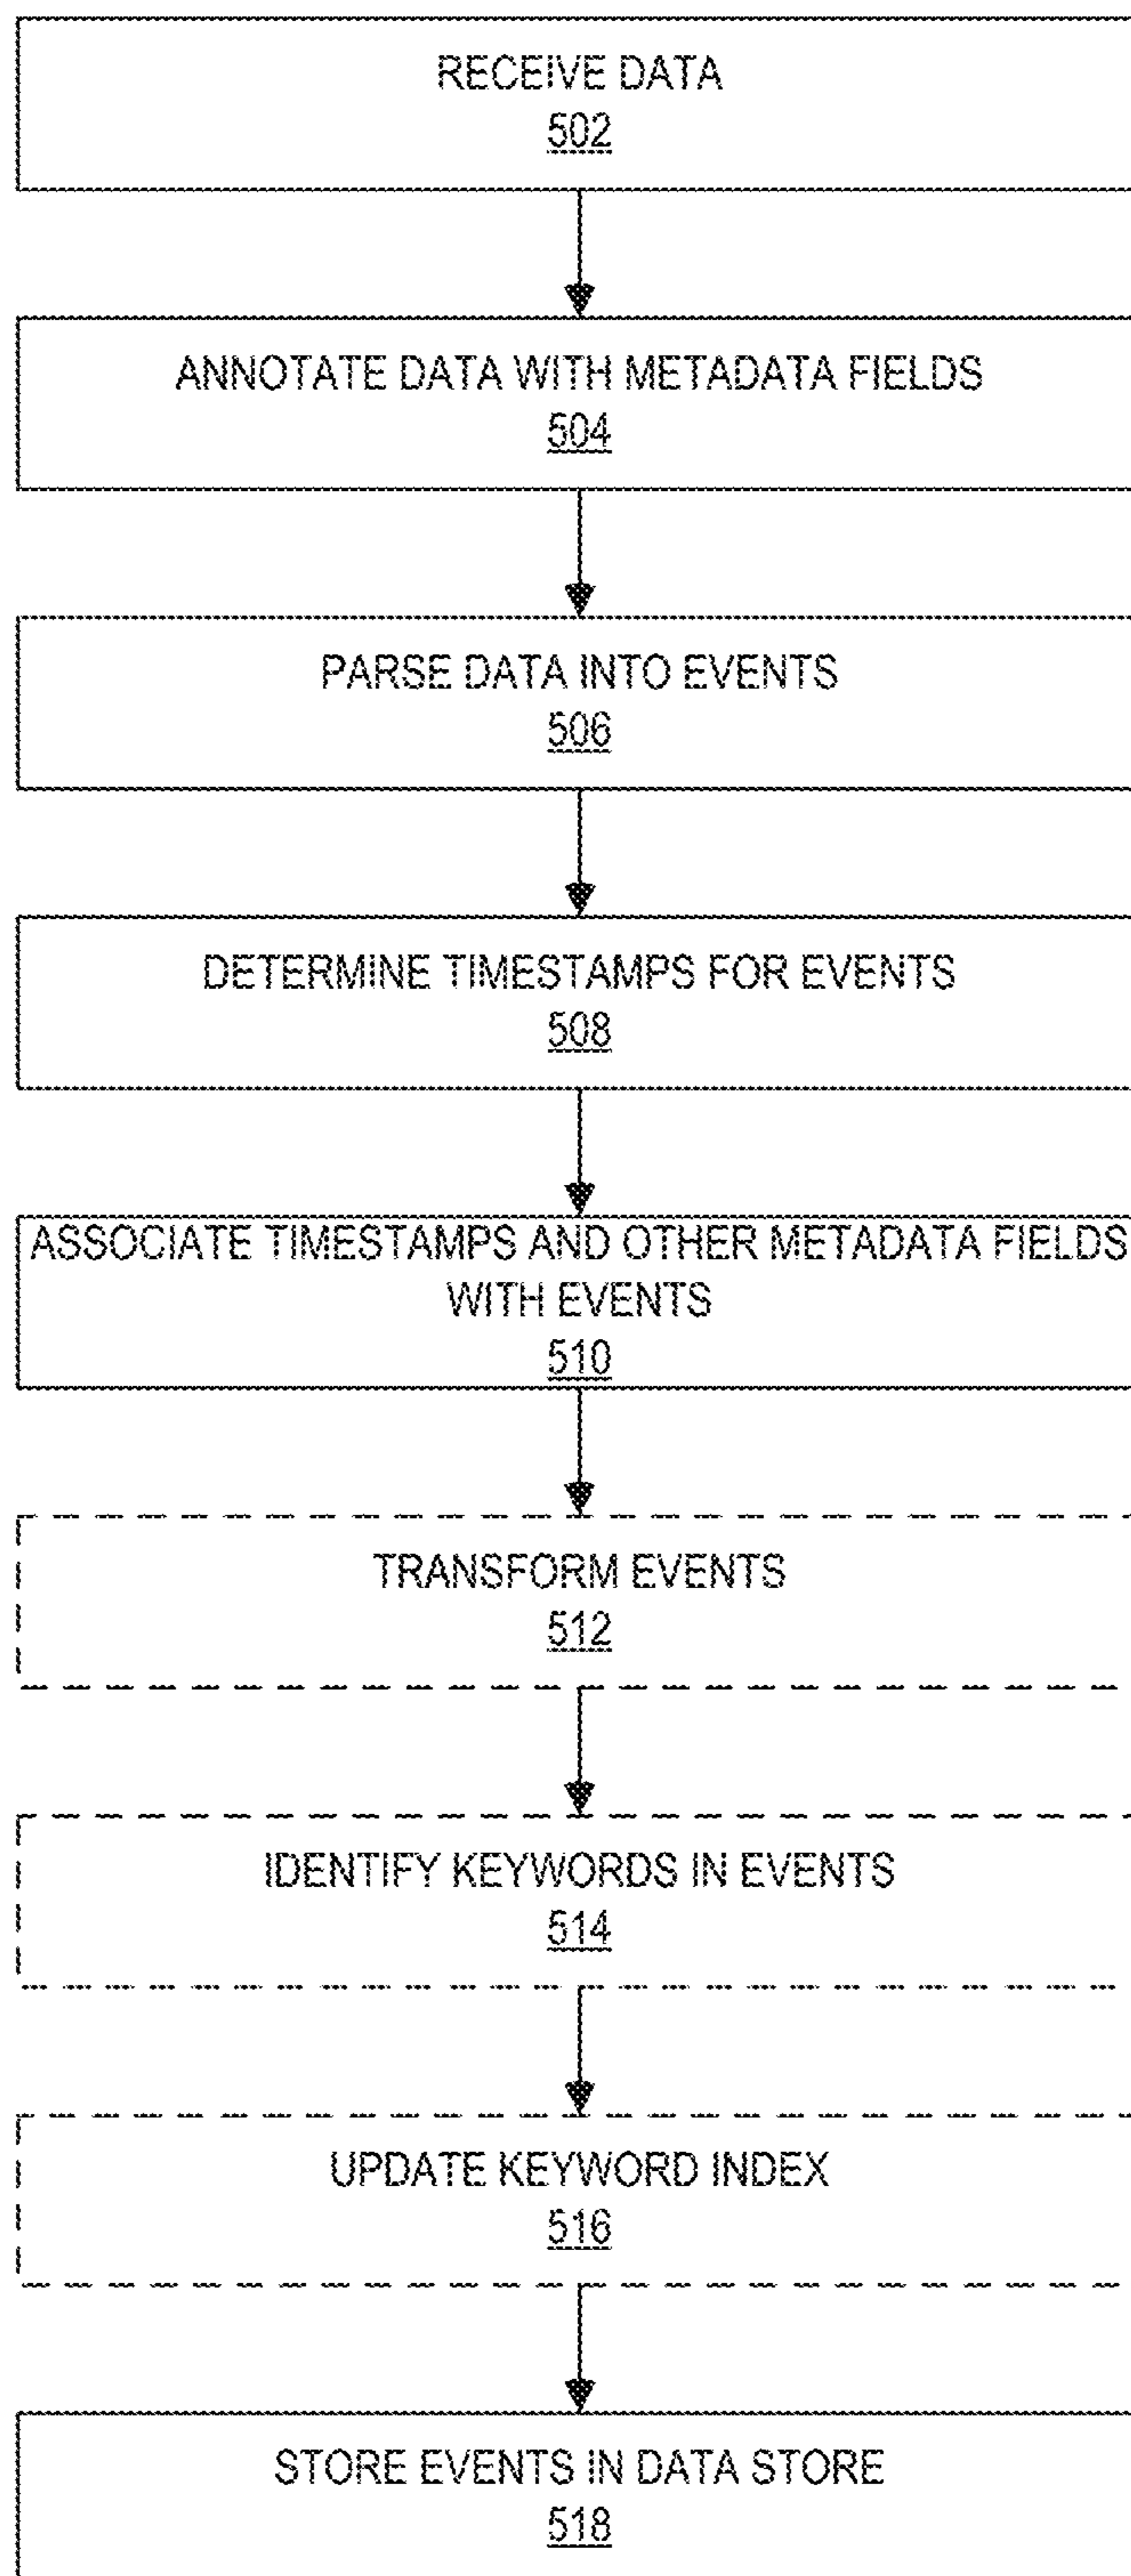 RECEIVE DATA
502
ANNOTATE DATA WITH METADATA FIELDS
504
PARSE DATA INTO EVENTS
506
DETERMINE TIMESTAMPS FOR EVENTS
508
ASSOCIATE TIMESTAMPS AND OTHER METADATA FIELDS
WITH EVENTS
510
TRANSFORM EVENTS
512
IDENTIFY KEYWORDS IN EVENTS
514
UPDATE KEYWORD INDEX
516
STORE EVENTS IN DATA STORE
518